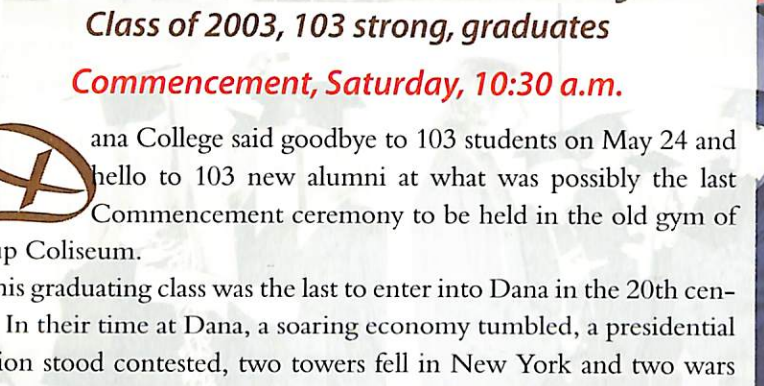 Class of 2003, 103 strong, graduates
Commencement, Saturday, 10:30 a.m.
ana College said goodbye to 103 students on May 24 and
hello to 103 new alumni at what was possibly the last
Commencement ceremony to be held in the old gym of
up Coliseum.
his graduating class was the last to enter into Dana in the 20th cen-
In their time at Dana, a soaring economy tumbled, a presidential
ion stood contested, two towers fell in New York and two wars